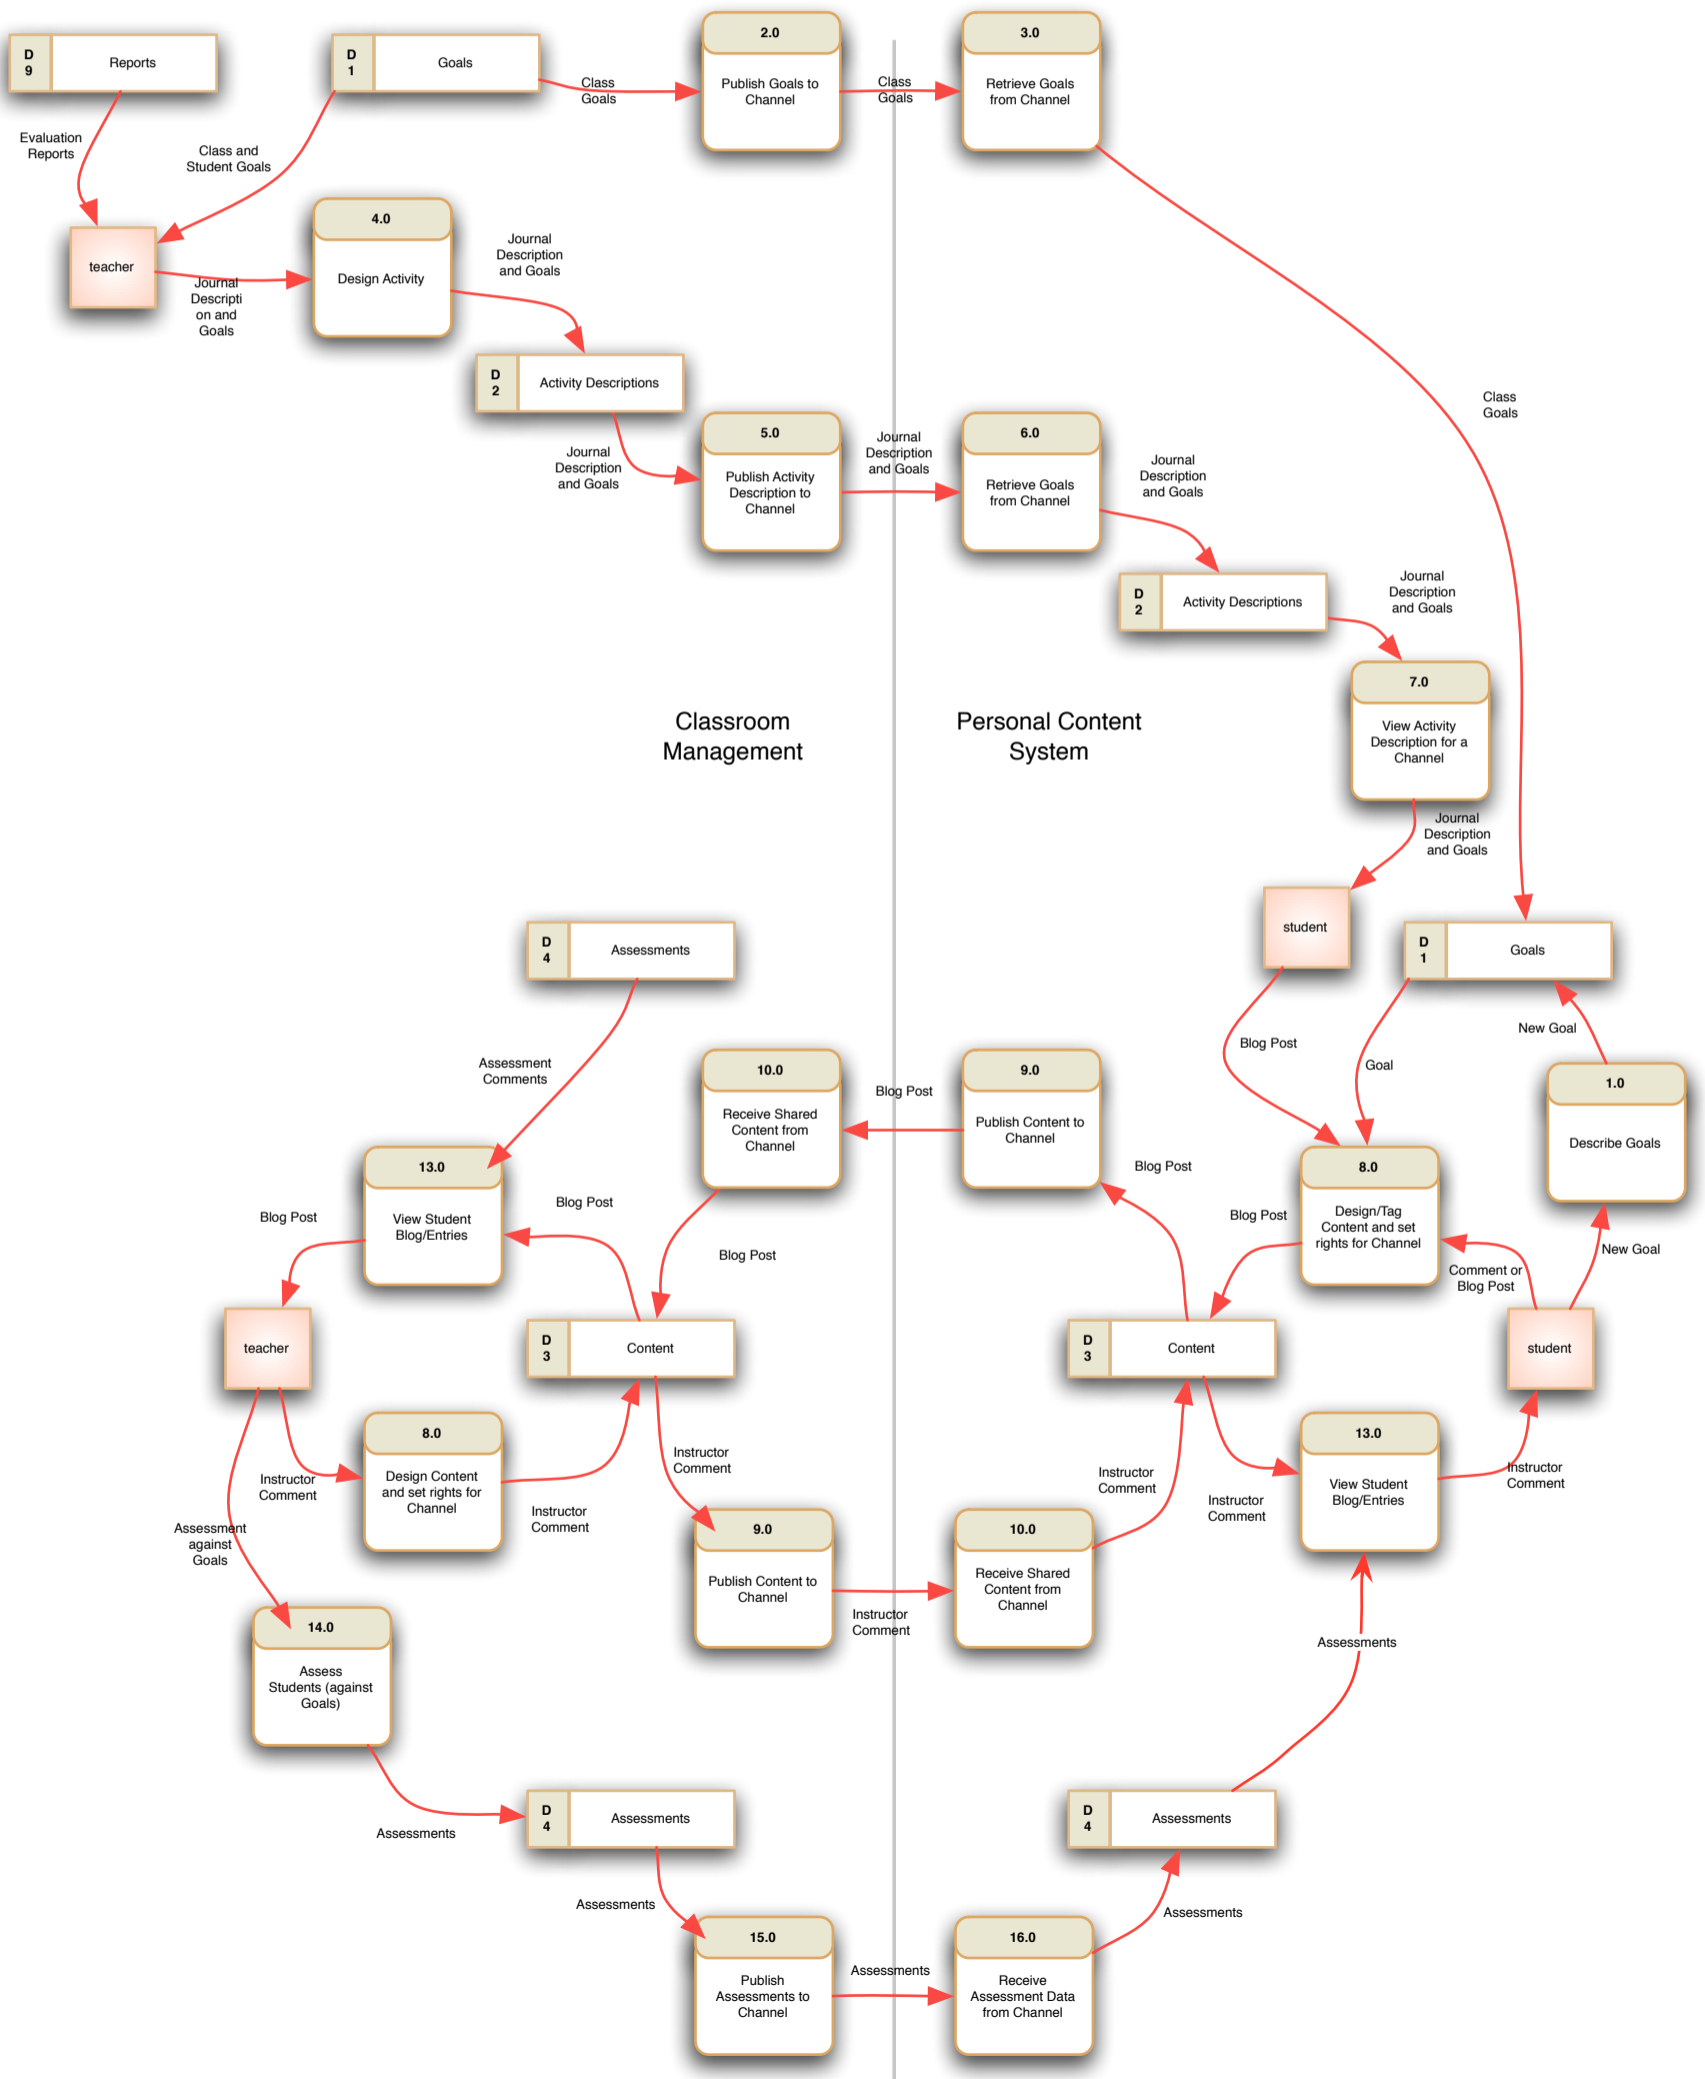 D
9
Reports
D
1
Goals
2.0
Publish Goals to
Channel
3.0
Retrieve Goals
from Channel
Class
Goals
Class
Goals
Evaluation
Reports
Class and
Student Goals
teacher
Journal
Descripti
on and
Goals
4.0
Design Activity
Journal
Description
and Goals
D
2
Activity Descriptions
Journal
Description
and Goals
5.0
Publish Activity
Description to
Channel
Journal
Description
and Goals
6.0
Retrieve Goals
from Channel
Journal
Description
and Goals
Class
Goals
D
2
Activity Descriptions
Journal
Description
and Goals
7.0
View Activity
Description for a
Channel
Classroom
Management
Personal Content
System
Journal
Description
and Goals
student
D
1
Goals
D
4
Assessments
Assessment
Comments
10.0
Receive Shared
Content from
Channel
Blog Post
9.0
Publish Content to
Channel
Blog Post
Goal
New Goal
1.0
Describe Goals
13.0
View Student
Blog/Entries
Blog Post
Blog Post
Blog Post
Blog Post
Blog Post
8.0
Design/Tag
Content and set
rights for Channel
Comment or
Blog Post
New Goal
teacher
D
3
Content
D
3
Content
student
8.0
Design Content
and set rights for
Channel
Instructor
Comment
Instructor
Comment
Instructor
Comment
Instructor
Comment
Instructor
Comment
13.0
View Student
Blog/Entries
Instructor
Comment
Assessment
against
Goals
9.0
Publish Content to
Channel
Instructor
Comment
10.0
Receive Shared
Content from
Channel
14.0
Assess
Students (against
Goals)
Assessments
Assessments
D
4
Assessments
D
4
Assessments
Assessments
Assessments
15.0
Publish
Assessments to
Channel
Assessments
16.0
Receive
Assessment Data
from Channel